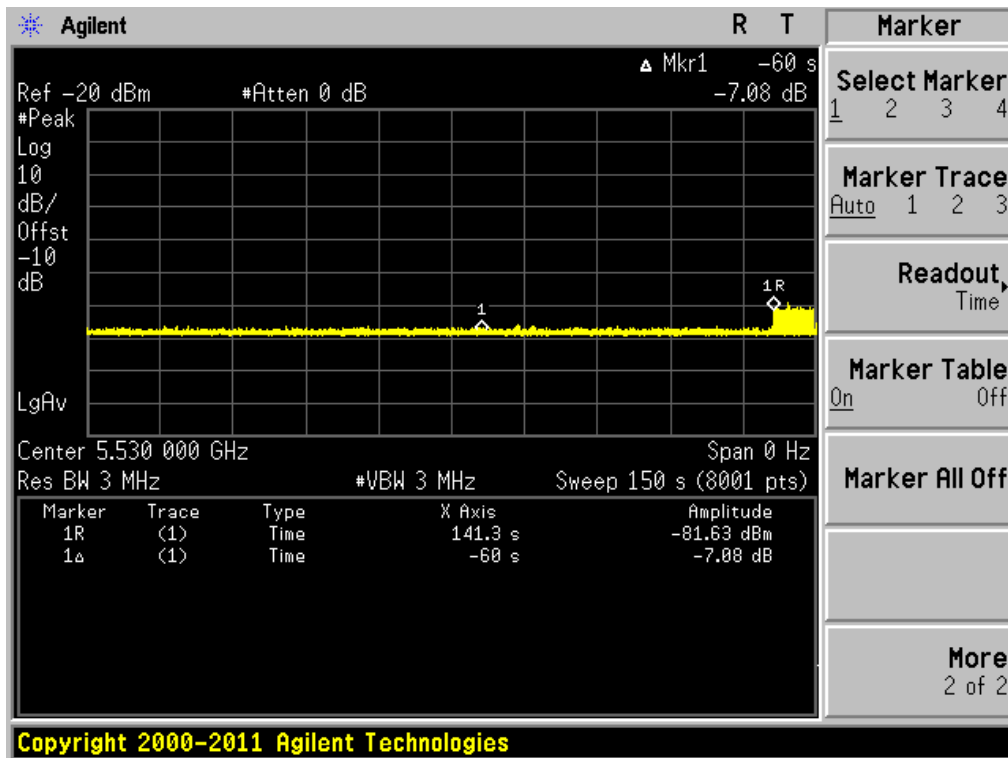 Agilent R T
▵ Mkr1 -60 s
Ref -20 dBm #Atten 0 dB -7.08 dB
#Peak
Log
10
dB/
Offst
-10
dB
1R
1
LgAv
Center 5.530 000 GHz Span 0 Hz
Res BW 3 MHz #VBW 3 MHz Sweep 150 s (8001 pts)
Marker Trace Type X Axis Amplitude
1R (1) Time 141.3 s -81.63 dBm
1▵ (1) Time -60 s -7.08 dB
Marker
Select Marker
1 2 3 4
Marker Trace
Auto 1 2 3
Readout
Time
Marker Table
On Off
Marker All Off
More
2 of 2
Copyright 2000-2011 Agilent Technologies